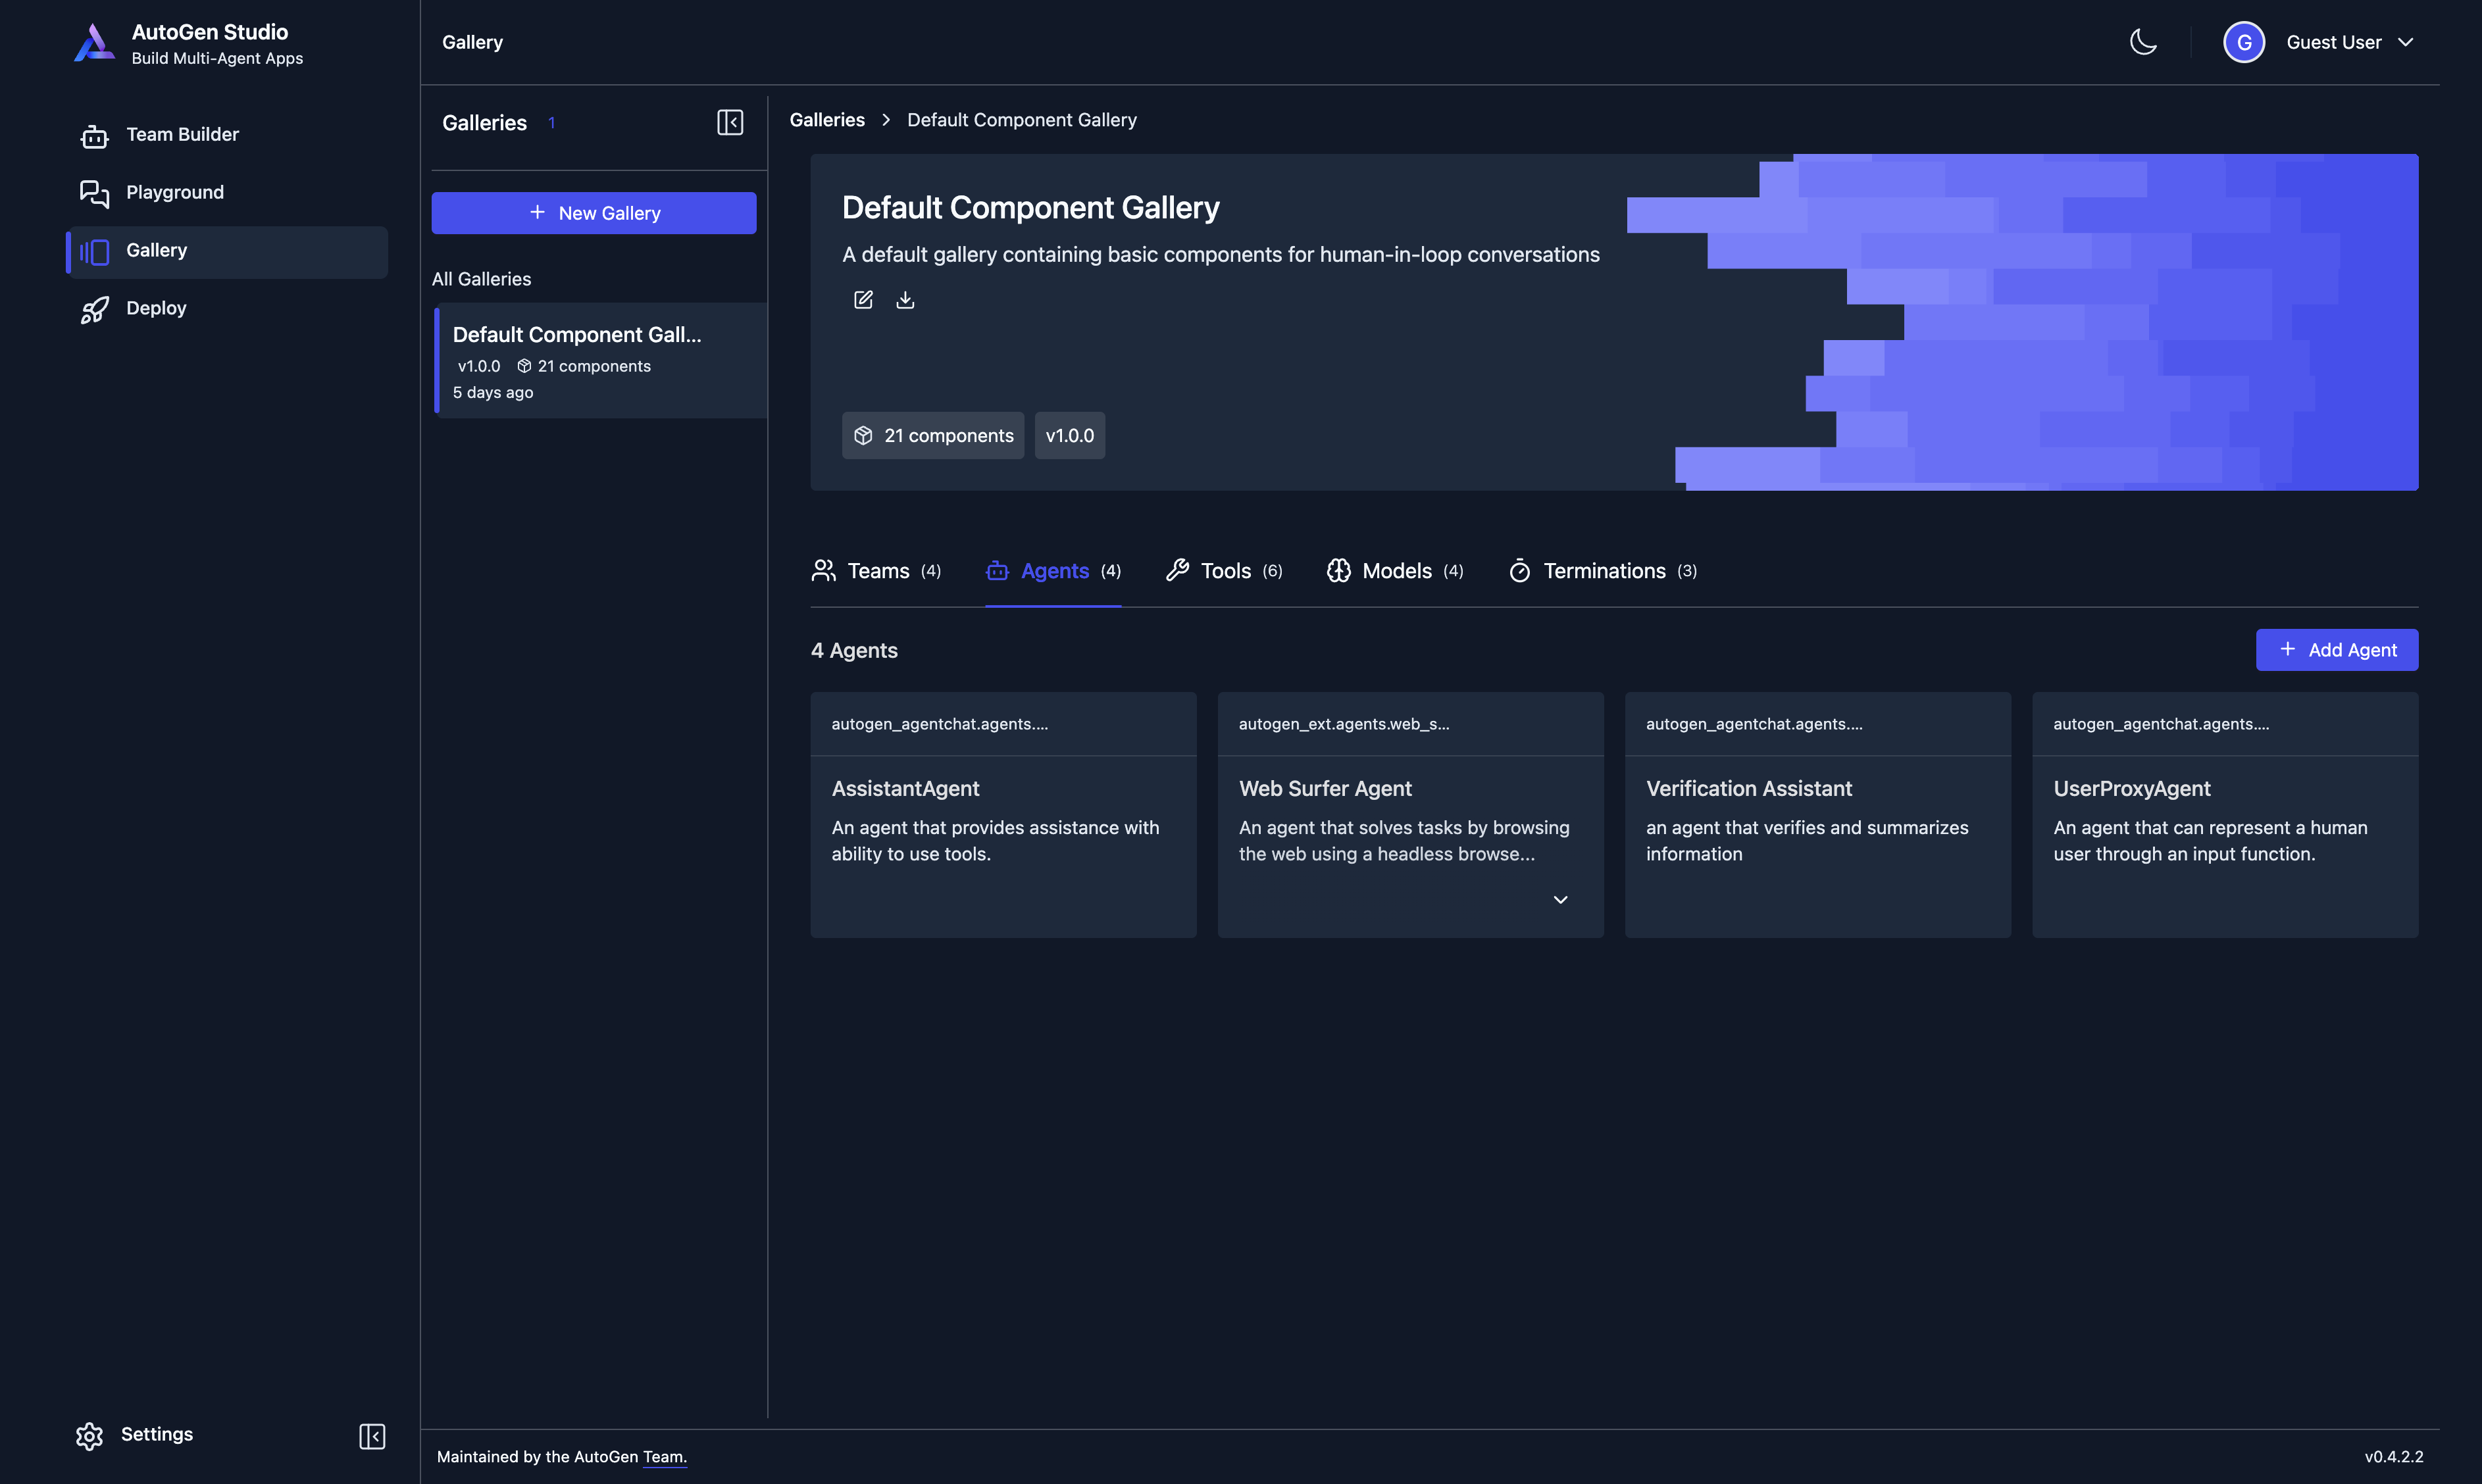 AutoGen Studio
Build Multi-Agent Apps
Team Builder
Playground
Gallery
Deploy
Settings
Gallery
G
Guest User
Galleries 1
New Gallery
All Galleries
Default Component Gall...
v1.0.0 21 components
5 days ago
Galleries > Default Component Gallery
Default Component Gallery
A default gallery containing basic components for human-in-loop conversations
21 components v1.0.0
Teams (4) Agents (4) Tools (6) Models (4) Terminations (3)
4 Agents
+ Add Agent
autogen_agentchat.agents....
AssistantAgent
An agent that provides assistance with
ability to use tools.
autogen_ext.agents.web_s...
Web Surfer Agent
An agent that solves tasks by browsing
the web using a headless browse...
autogen_agentchat.agents....
Verification Assistant
an agent that verifies and summarizes
information
autogen_agentchat.agents....
UserProxyAgent
An agent that can represent a human
user through an input function.
Maintained by the AutoGen Team.
v0.4.2.2